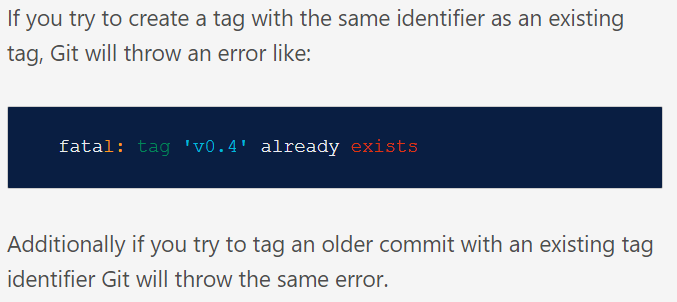 If you try to create a tag with the same identifier as an existing
tag, Git will throw an error like:
fatal: tag 'v0.4' already exists
Additionally if you try to tag an older commit with an existing tag
identifier Git will throw the same error.